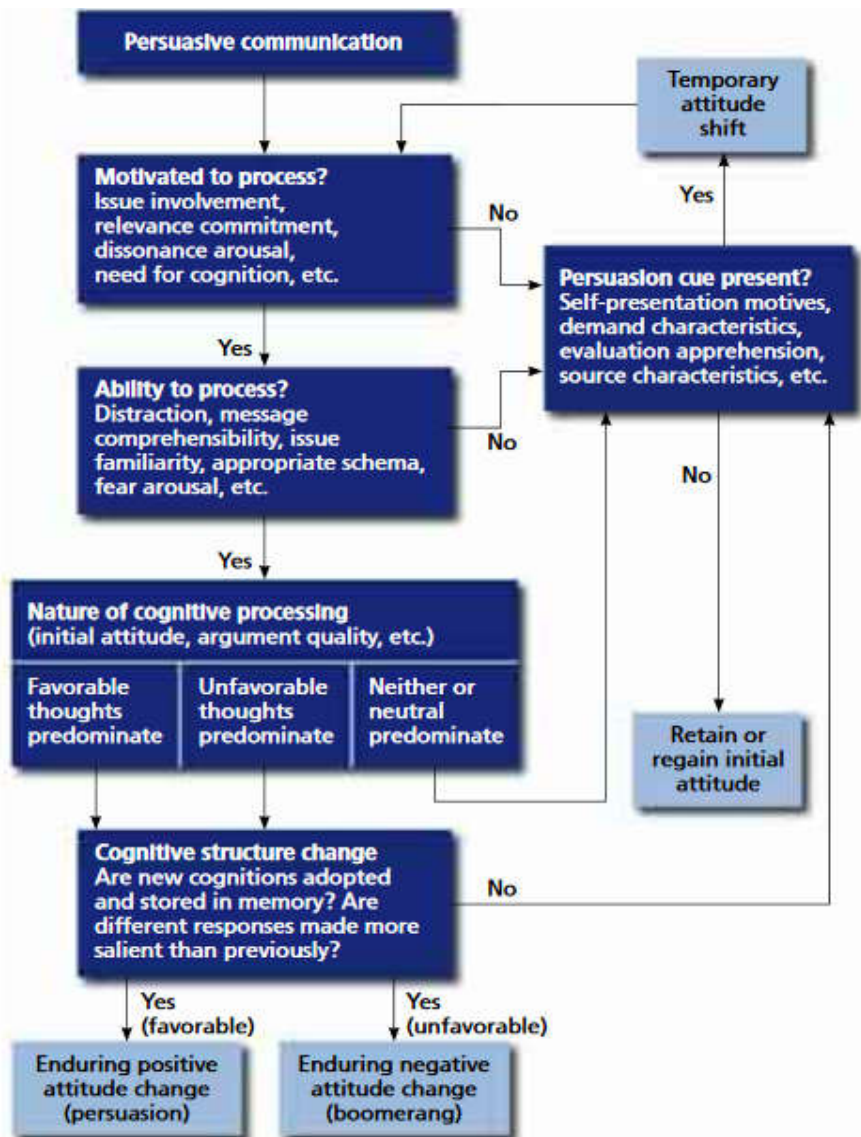 Persuasive communication
Temporary
attitude
shift
Motivated to process?
Issue involvement,
relevance commitment,
dissonance arousal,
need for cognition, etc.
No
Yes
Persuasion cue present?
Self-presentation motives,
demand characteristics,
evaluation apprehension,
source characteristics, etc.
Yes
Ability to process?
Distraction, message
comprehensibility, issue
familiarity, appropriate schema,
fear arousal, etc.
No
No
Yes
Nature of cognitive processing
(initial attitude, argument quality, etc.)
Favorable
thoughts
predominate
Unfavorable
thoughts
predominate
Neither or
neutral
predominate
Retain or
regain initial
attitude
Cognitive structure change
Are new cognitions adopted
and stored in memory? Are
different responses made more
salient than previously?
No
Yes
(favorable)
Yes
(unfavorable)
Enduring positive
attitude change
(persuasion)
Enduring negative
attitude change
(boomerang)